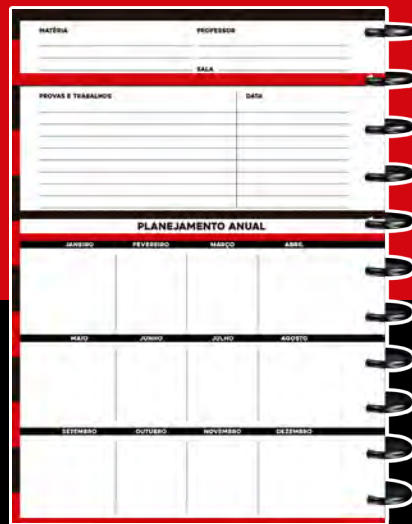 MATÉRIA PROFESSOR
SALA
PROVAS E TRABALHOS DATA
PLANEJAMENTO ANUAL
JANEIRO FEVEREIRO MARÇO ABRIL
MAIO JUNHO JULHO AGOSTO
SETEMBRO OUTUBRO NOVEMBRO DEZEMBRO